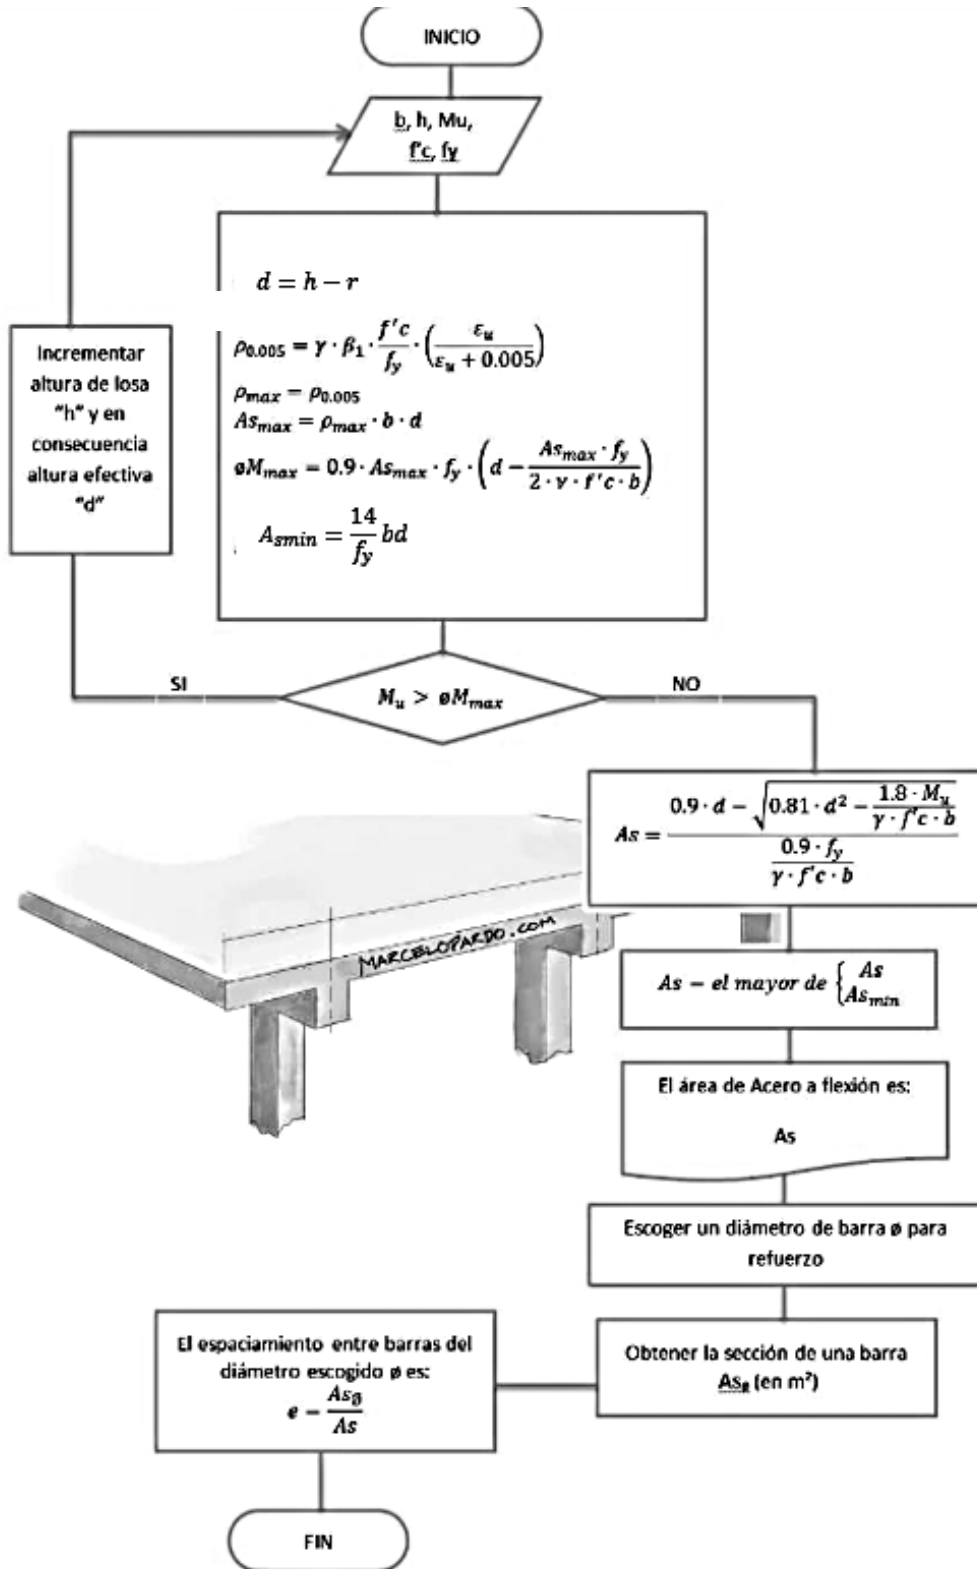 INICIO
b, h, Mu,
f'c, fy
d = h − r
ρ0.005 = γ · β1 · f'c/fy · (εu/(εu + 0.005))
ρmax = ρ0.005
Asmax = ρmax · b · d
øMmax = 0.9 · Asmax · fy · (d − (Asmax · fy)/(2 · γ · f'c · b))
Asmin = 14/fy bd
Incrementar
altura de losa
"h" y en
consecuencia
altura efectiva
"d"
SI
Mu > øMmax
NO
As = (0.9 · d − √(0.81 · d² − (1.8 · Mu)/(γ · f'c · b)))/((0.9 · fy)/(γ · f'c · b))
MARCELOPARDO.COM
As − el mayor de { As
Asmin
El área de Acero a flexión es:
As
Escoger un diámetro de barra ø para
refuerzo
Obtener la sección de una barra
Asø (en m²)
El espaciamiento entre barras del
diámetro escogido ø es:
e − Asø/As
FIN